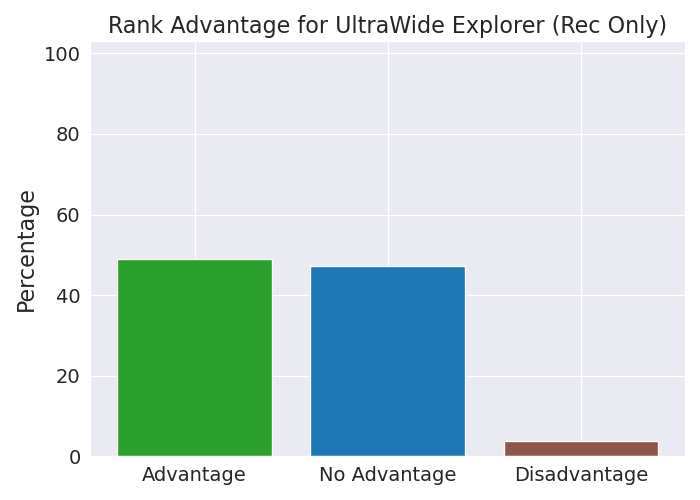 Rank Advantage for UltraWide Explorer (Rec Only)
100
80
60
40
20
0
Percentage
Advantage
No Advantage
Disadvantage